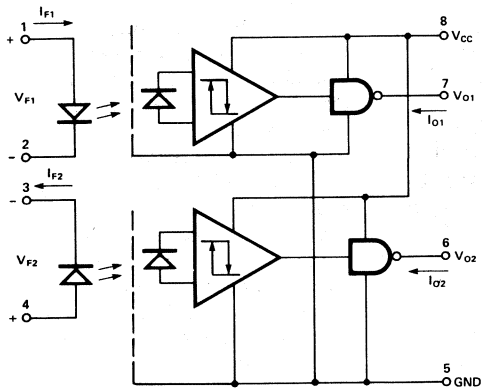 I_F1
1
+
V_F1
2
-
I_F2
3
-
V_F2
4
+
8
V_CC
7
V_O1
I_O1
6
V_O2
I_O2
5
GND